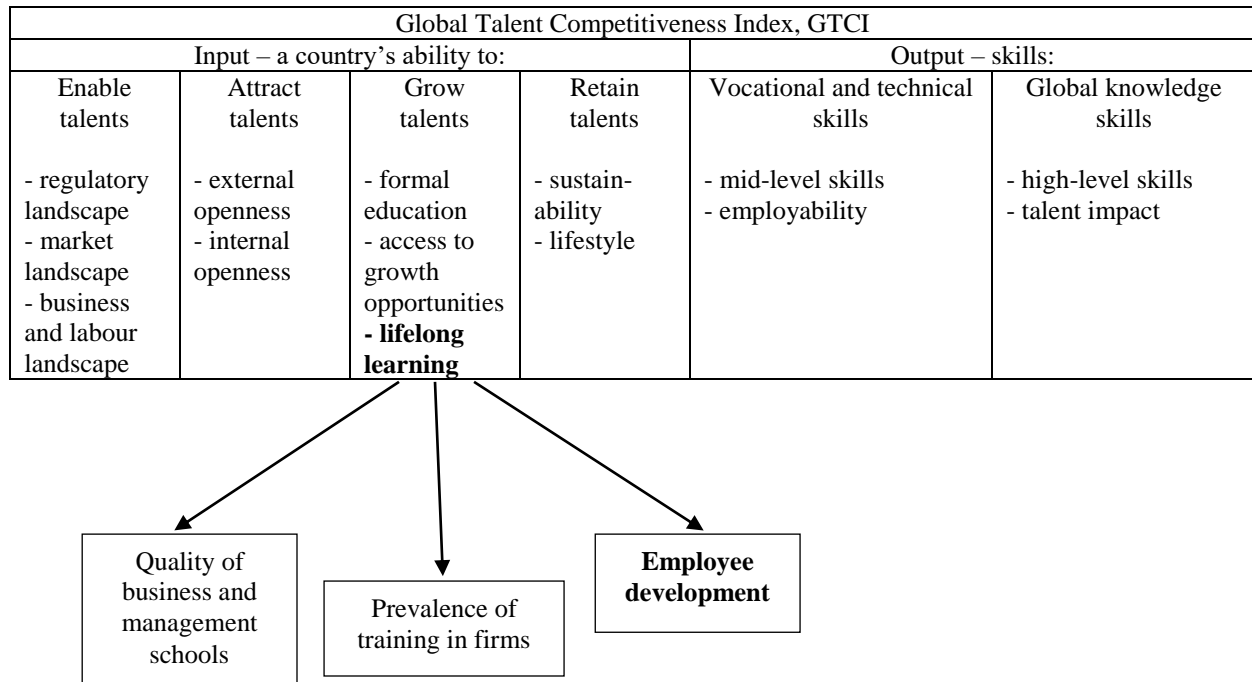 Global Talent Competitiveness Index, GTCI
Input – a country's ability to:
Output – skills:
Enable
talents
- regulatory
landscape
- market
landscape
- business
and labour
landscape
Attract
talents
- external
openness
- internal
openness
Grow
talents
- formal
education
- access to
growth
opportunities
- lifelong
learning
Retain
talents
- sustain-
ability
- lifestyle
Vocational and technical
skills
- mid-level skills
- employability
Global knowledge
skills
- high-level skills
- talent impact
Quality of
business and
management
schools
Prevalence of
training in firms
Employee
development